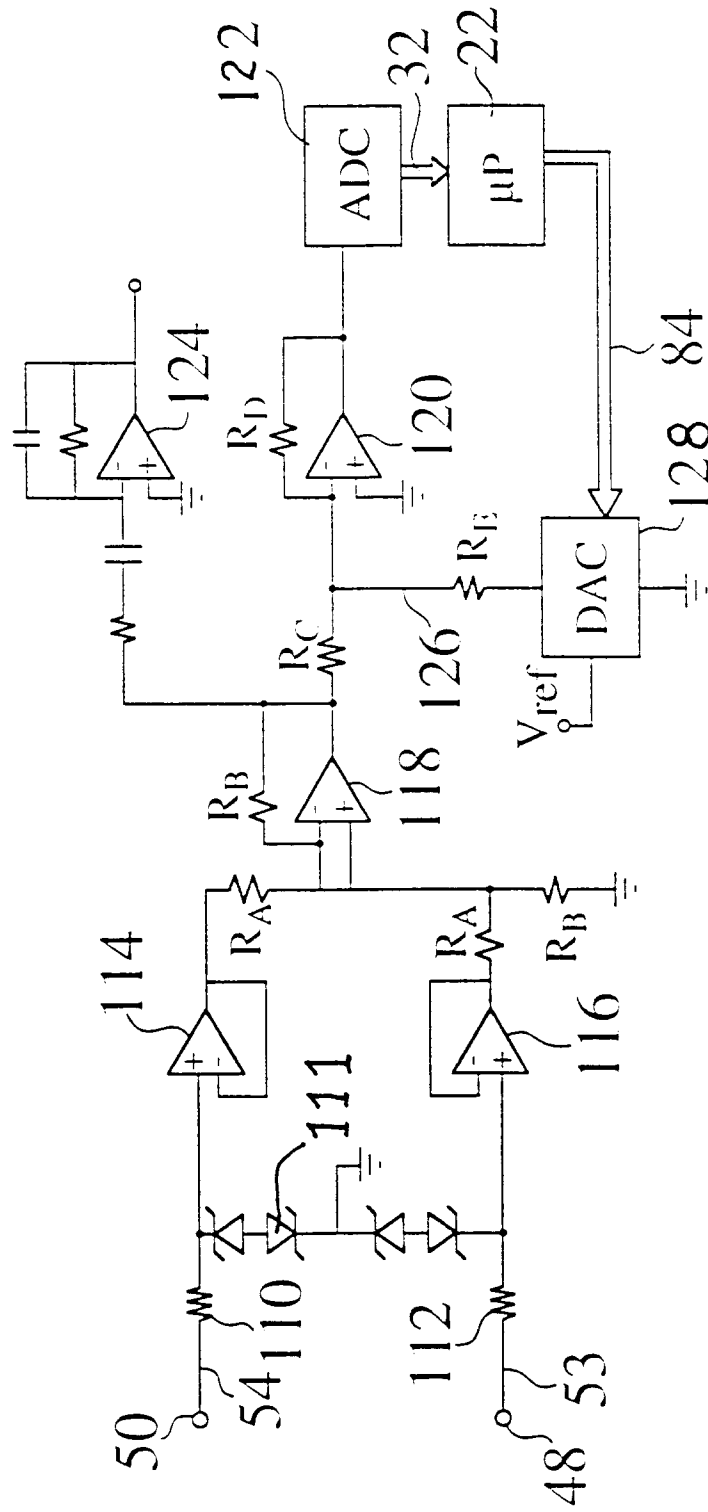 50
54
110
111
114
R_A
R_B
118
R_C
124
R_D
120
ADC
122
32
µP
22
84
126
R_E
DAC
128
V_ref
48
53
112
116
R_A
R_B
+
-
-
+
-
+
-
+
-
+